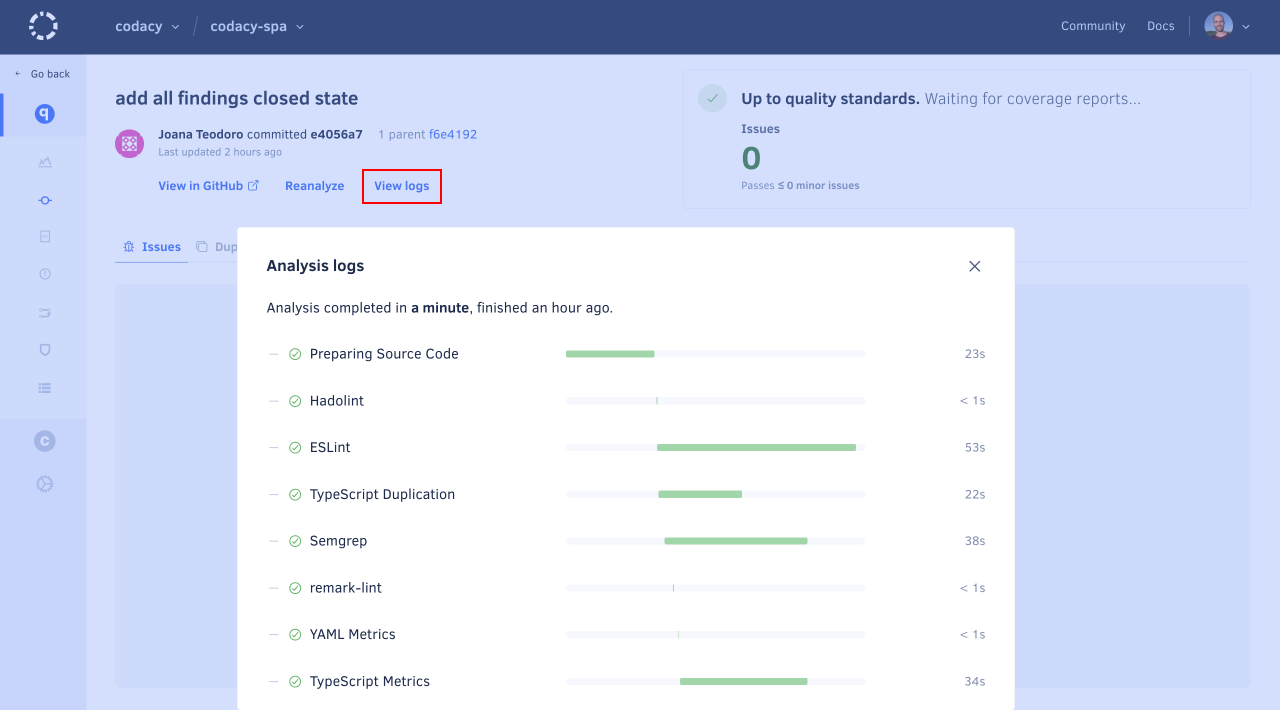 codacy / codacy-spa
Community Docs
← Go back
add all findings closed state
Joana Teodoro committed e4056a7 1 parent f6e4192
Last updated 2 hours ago
View in GitHub Reanalyze View logs
Up to quality standards. Waiting for coverage reports...
Issues
0
Passes ≤ 0 minor issues
q
C
Issues Dup
Analysis logs
Analysis completed in a minute, finished an hour ago.
Preparing Source Code 23s
Hadolint < 1s
ESLint 53s
TypeScript Duplication 22s
Semgrep 38s
remark-lint < 1s
YAML Metrics < 1s
TypeScript Metrics 34s